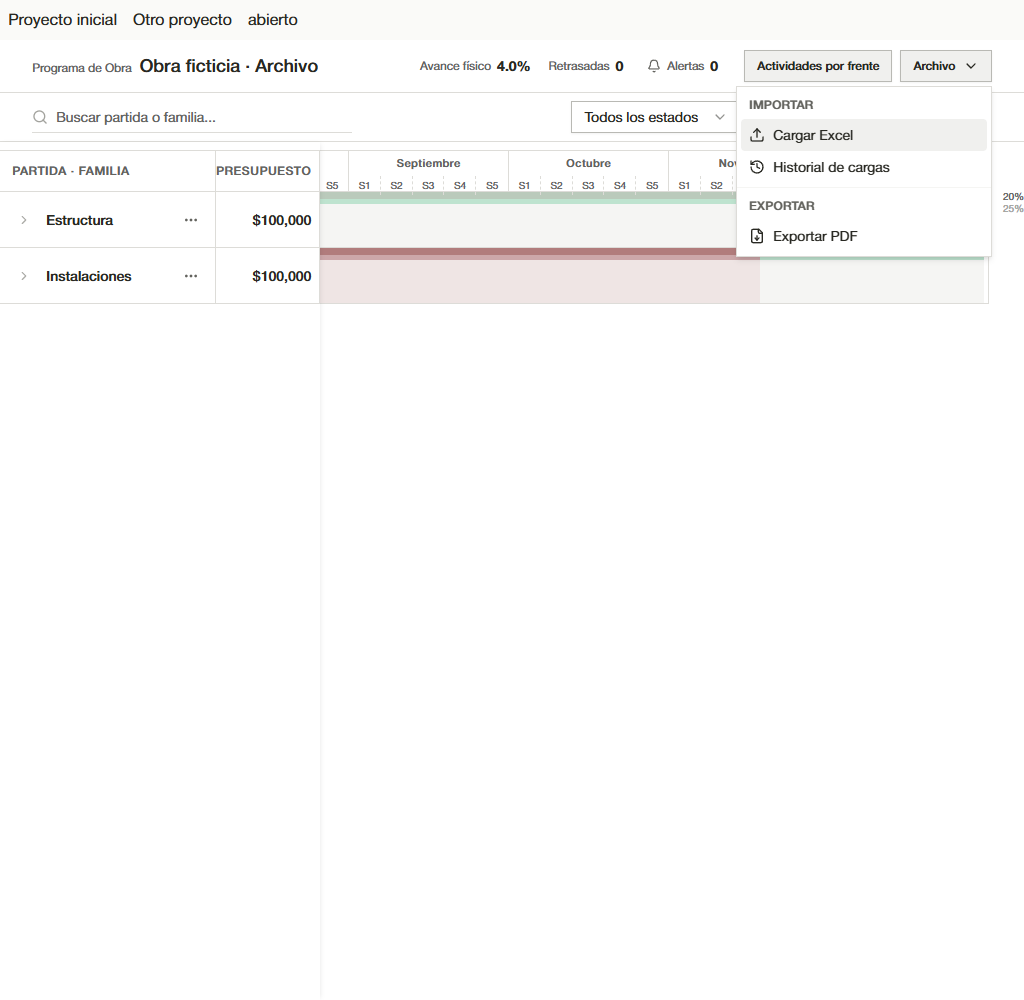 Proyecto inicial Otro proyecto abierto
Programa de Obra Obra ficticia · Archivo
Avance físico 4.0% Retrasadas 0 Alertas 0
Actividades por frente
Archivo
Buscar partida o familia...
Todos los estados
IMPORTAR
Cargar Excel
Historial de cargas
EXPORTAR
Exportar PDF
PARTIDA · FAMILIA PRESUPUESTO
Septiembre Octubre
S5 S1 S2 S3 S4 S5 S1 S2 S3 S4 S5 S1 S2
20%
25%
Estructura ··· $100,000
Instalaciones ··· $100,000